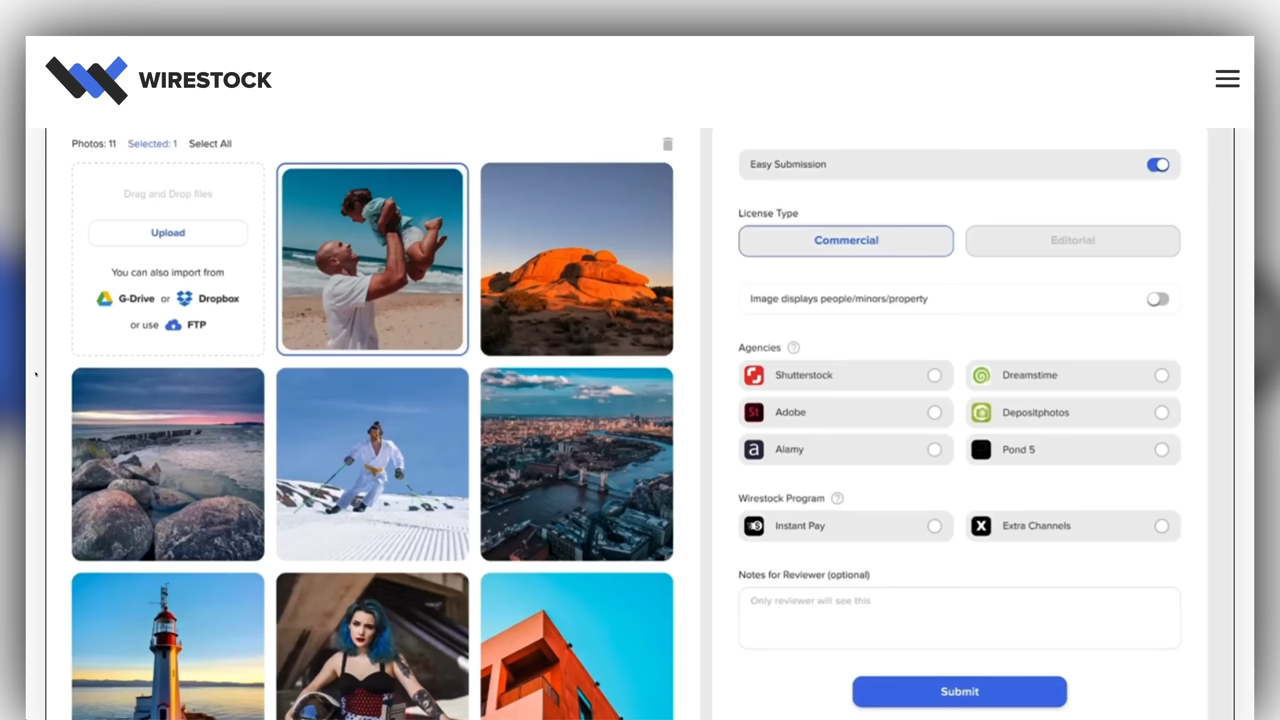 WIRESTOCK
Photos: 11 Selected: 1 Select All
Drag and Drop files
Upload
You can also import from
G-Drive or Dropbox
or use FTP
Easy Submission
License Type
Commercial Editorial
Image displays people/minors/property
Agencies ?
Shutterstock Dreamstime
St Adobe Depositphotos
a Alamy Pond 5
Wirestock Program ?
$ Instant Pay X Extra Channels
Notes for Reviewer (optional)
Only reviewer will see this
Submit